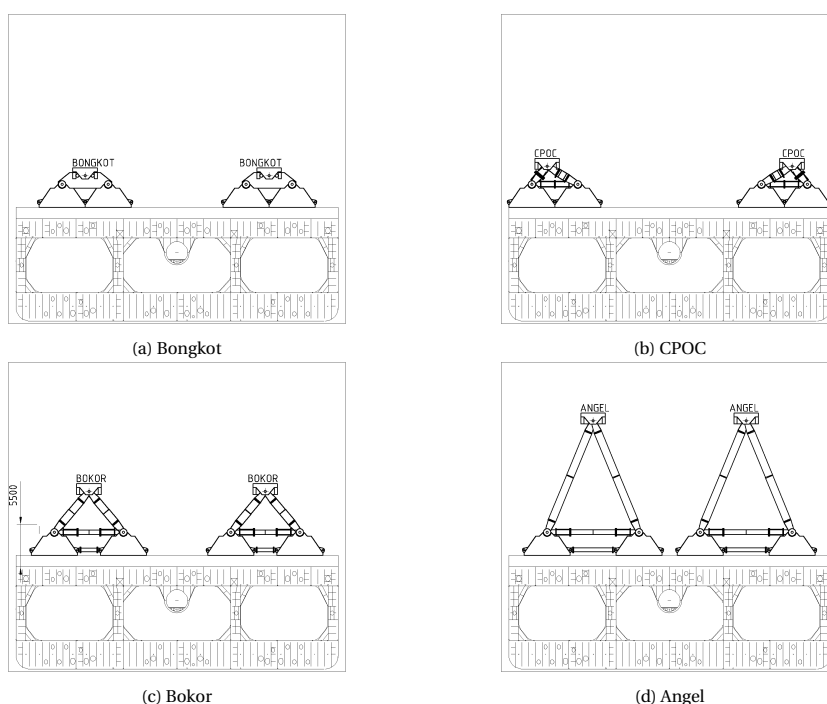 BONGKOT BONGKOT
CPOC CPOC
(a) Bongkot
(b) CPOC
BOKOR BOKOR
5500
ANGEL ANGEL
(c) Bokor
(d) Angel